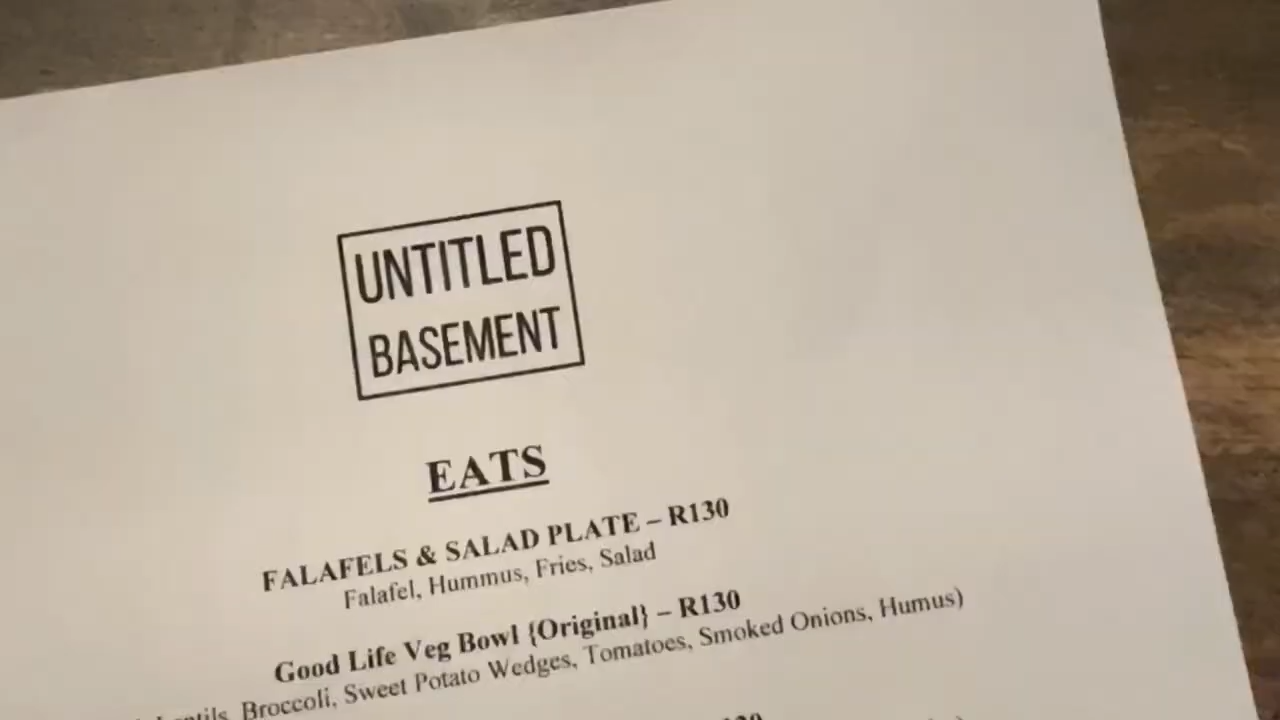 UNTITLED
BASEMENT
EATS
FALAFELS & SALAD PLATE – R130
Falafel, Hummus, Fries, Salad
Good Life Veg Bowl {Original} – R130
Broccoli, Sweet Potato Wedges, Tomatoes, Smoked Onions, Humus)